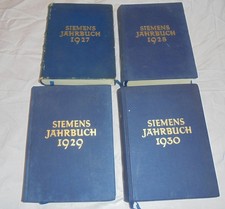 SIEMENS
JAHRBUCH
1927
SIEMENS
JAHRBUCH
1928
SIEMENS
JAHRBUCH
1929
SIEMENS
JAHRBUCH
1930